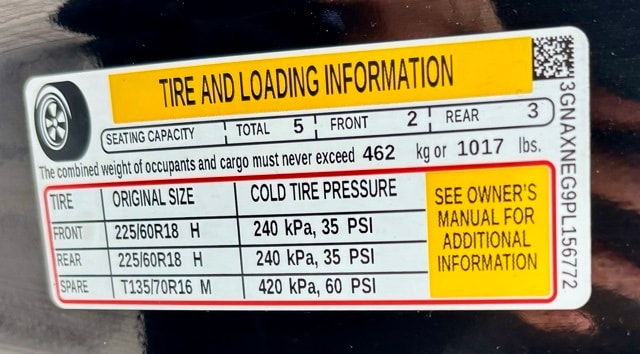 TIRE AND LOADING INFORMATION
SEATING CAPACITY TOTAL 5 FRONT 2 REAR 3
The combined weight of occupants and cargo must never exceed 462 kg or 1017 lbs.
TIRE ORIGINAL SIZE COLD TIRE PRESSURE
FRONT 225/60R18 H 240 kPa, 35 PSI
REAR 225/60R18 H 240 kPa, 35 PSI
SPARE T135/70R16 M 420 kPa, 60 PSI
SEE OWNER'S
MANUAL FOR
ADDITIONAL
INFORMATION
3GNAXNEG9PL156772